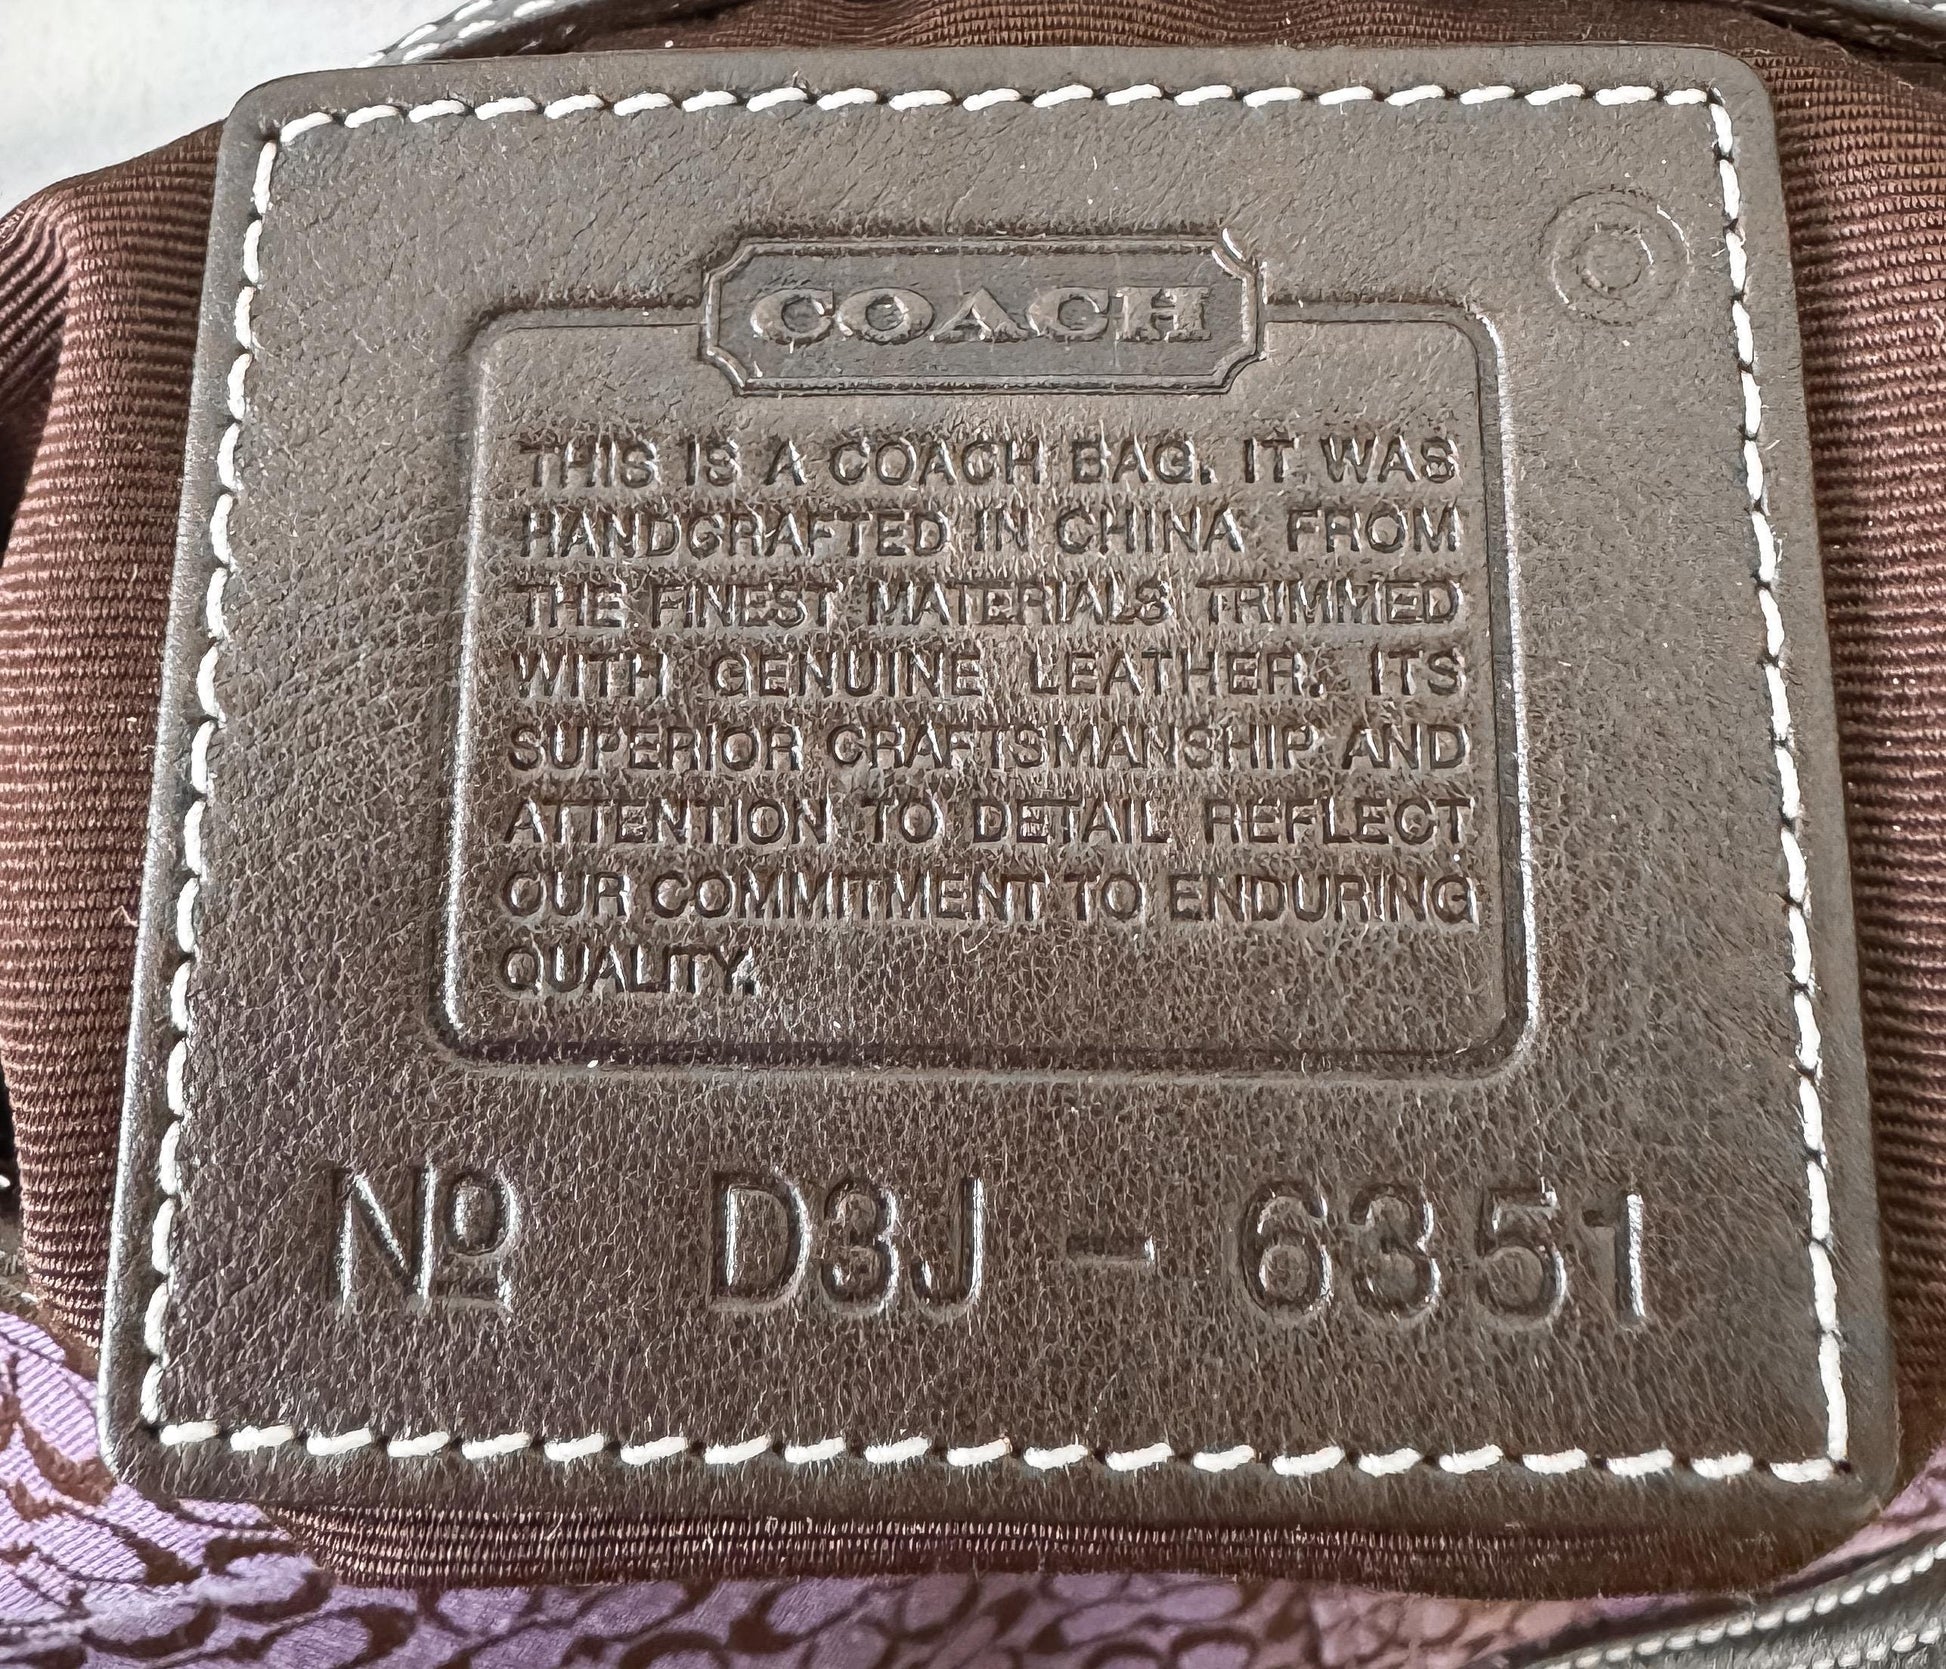 COACH
THIS IS A COACH BAG. IT WAS
HANDCRAFTED IN CHINA FROM
THE FINEST MATERIALS TRIMMED
WITH GENUINE LEATHER. ITS
SUPERIOR CRAFTSMANSHIP AND
ATTENTION TO DETAIL REFLECT
OUR COMMITMENT TO ENDURING
QUALITY.
Nº D3J - 6351